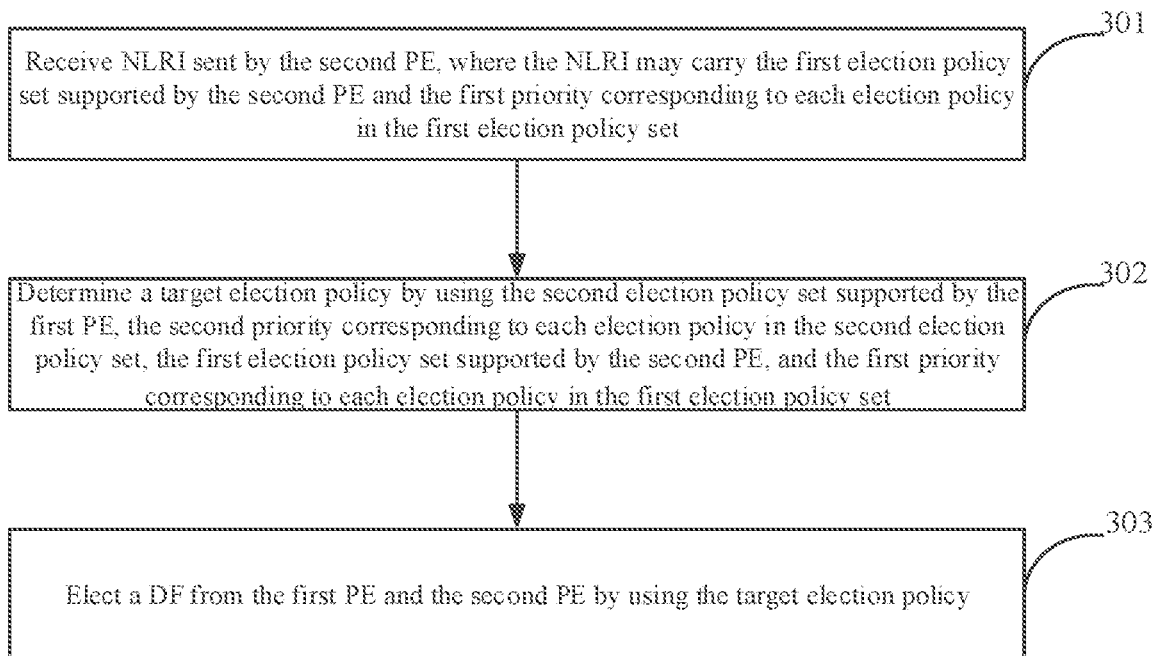 301
Receive NLRI sent by the second PE, where the NLRI may carry the first election policy
set supported by the second PE and the first priority corresponding to each election policy
in the first election policy set
302
Determine a target election policy by using the second election policy set supported by the
first PE, the second priority corresponding to each election policy in the second election
policy set, the first election policy set supported by the second PE, and the first priority
corresponding to each election policy in the first election policy set
303
Elect a DF from the first PE and the second PE by using the target election policy